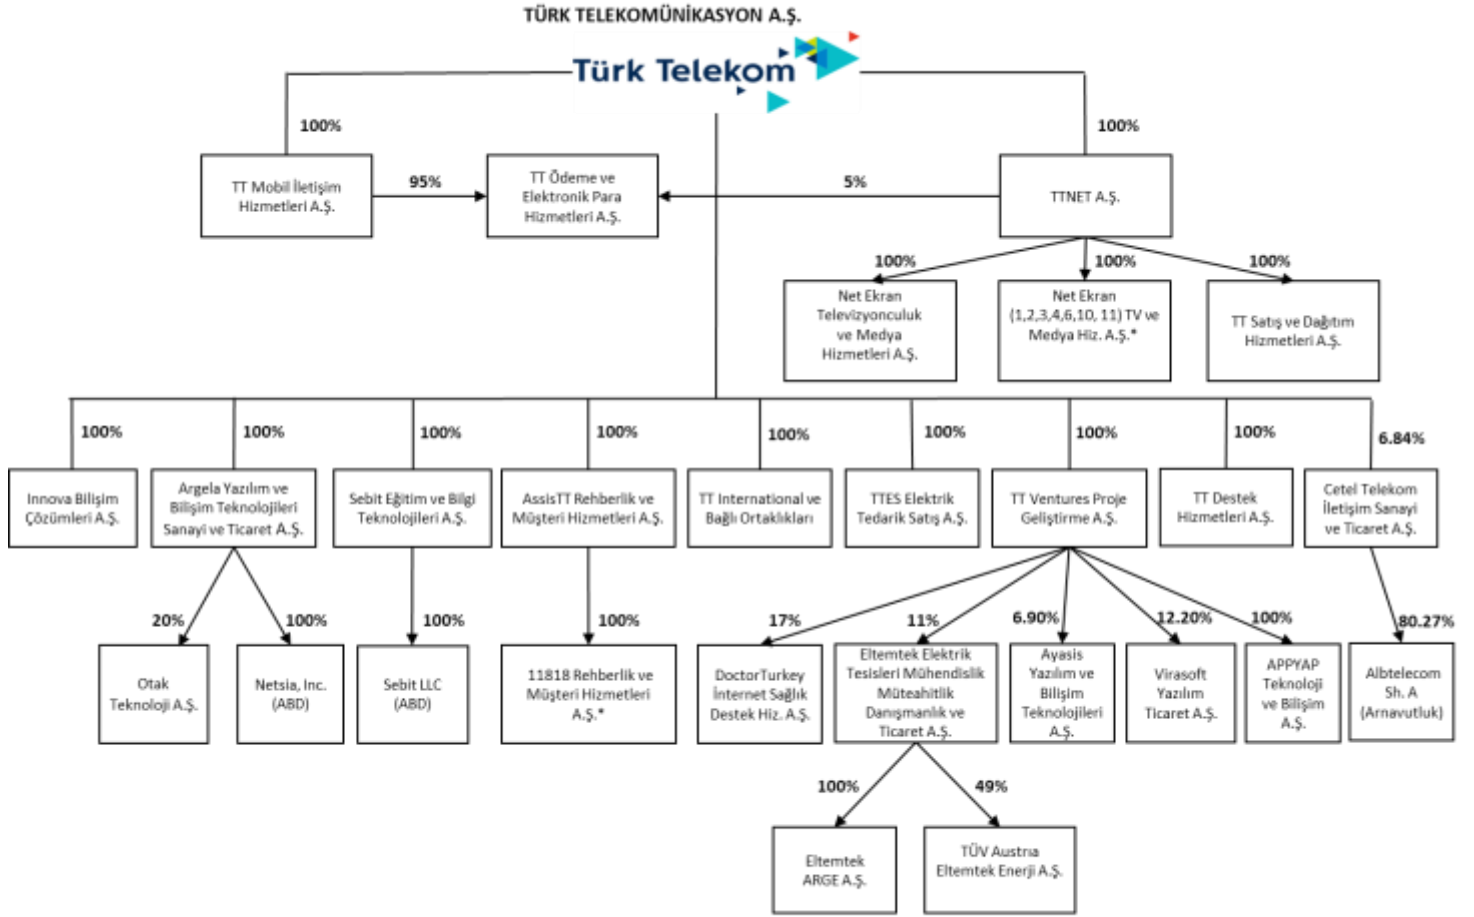 TÜRK TELEKOMÜNİKASYON A.Ş.
Türk Telekom
100%
100%
TT Mobil İletişim
Hizmetleri A.Ş.
95%
TT Ödeme ve
Elektronik Para
Hizmetleri A.Ş.
5%
TTNET A.Ş.
100%
100%
100%
Net Ekran
Televizyonculuk
ve Medya
Hizmetleri A.Ş.
Net Ekran
(1,2,3,4,6,10, 11) TV ve
Medya Hiz. A.Ş.*
TT Satış ve Dağıtım
Hizmetleri A.Ş.
100%
100%
100%
100%
100%
100%
100%
100%
6.84%
Innova Bilişim
Çözümleri A.Ş.
Argela Yazılım ve
Bilişim Teknolojileri
Sanayi ve Ticaret A.Ş.
Sebit Eğitim ve Bilgi
Teknolojileri A.Ş.
AssisTT Rehberlik ve
Müşteri Hizmetleri A.Ş.
TT International ve
Bağlı Ortaklıkları
TTES Elektrik
Tedarik Satış A.Ş.
TT Ventures Proje
Geliştirme A.Ş.
TT Destek
Hizmetleri A.Ş.
Cetel Telekom
İletişim Sanayi
ve Ticaret A.Ş.
20%
100%
100%
100%
17%
11%
6.90%
12.20%
100%
80.27%
Otak
Teknoloji A.Ş.
Netsia, Inc.
(ABD)
Sebit LLC
(ABD)
11818 Rehberlik ve
Müşteri Hizmetleri
A.Ş.*
DoctorTurkey
İnternet Sağlık
Destek Hiz. A.Ş.
Eltemtek Elektrik
Tesisleri Mühendislik
Müteahitlik
Danışmanlık ve
Ticaret A.Ş.
Ayasis
Yazılım ve
Bilişim
Teknolojileri
A.Ş.
Virasoft
Yazılım
Ticaret A.Ş.
APPYAP
Teknoloji
ve Bilişim
A.Ş.
Albtelecom
Sh. A
(Arnavutluk)
100%
49%
Eltemtek
ARGE A.Ş.
TÜV Austria
Eltemtek Enerji A.Ş.